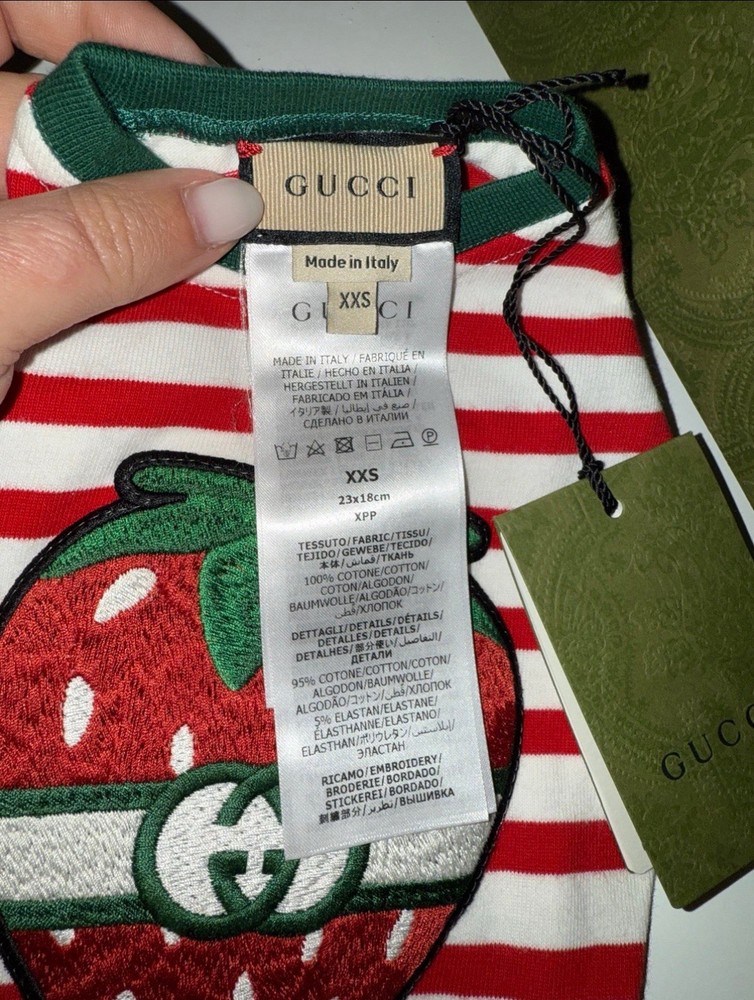 GUCCI
Made in Italy
XXS
MADE IN ITALY / FABRIQUÉ EN
ITALIE / HECHO EN ITALIA /
HERGESTELLT IN ITALIEN /
FABRICADO EM ITÁLIA /
イタリア製 / صنع في إيطاليا /
СДЕЛАНО В ИТАЛИИ
XXS
23x18cm
XPP
TESSUTO/FABRIC/TISSU/
TEJIDO/GEWEBE/TECIDO/
本体/قماش/ТКАНЬ
100% COTONE/COTTON/
COTON/ALGODON/
BAUMWOLLE/ALGODÃO/コットン/
قطن/ХЛОПОК
DETTAGLI/DETAILS/DÉTAILS/
DETALLES/DETAILS/
DETALHES/部分使い/التفاصيل/
ДЕТАЛИ
95% COTONE/COTTON/COTON/
ALGODON/BAUMWOLLE/
ALGODÃO/コットン/قطن/ХЛОПОК
5% ELASTAN/ELASTANE/
ÉLASTHANNE/ELASTANO/
ELASTHAN/ポリウレタン/إيلاستين/
ЭЛАСТАН
RICAMO/EMBROIDERY/
BRODERIE/BORDADO/
STICKEREI/BORDADO/
刺繍部分/تطريز/ВЫШИВКА
GUCC